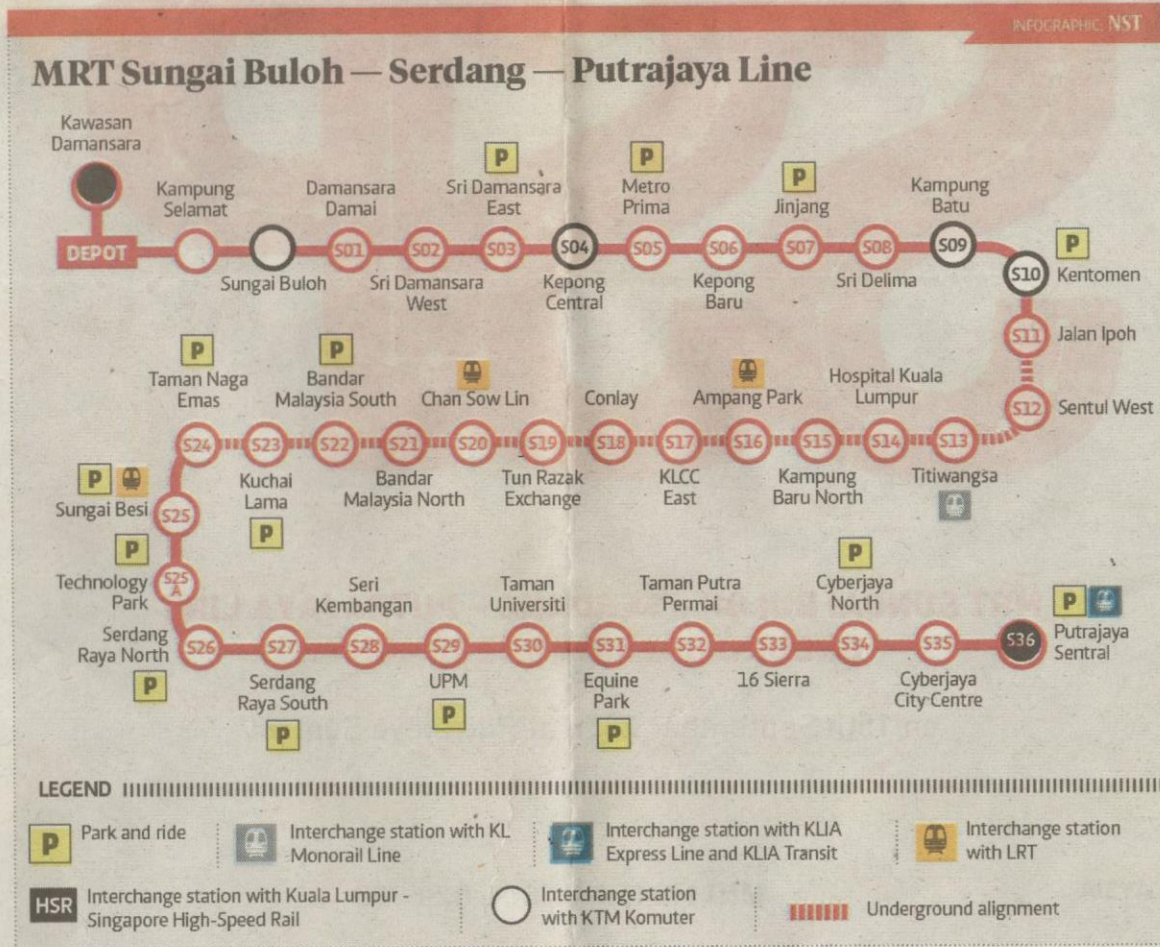 INFOGRAPHIC: NST
MRT Sungai Buloh — Serdang — Putrajaya Line
Kawasan
Damansara
DEPOT
Kampung
Selamat
Sungai Buloh
Damansara
Damai
S01
S02
Sri Damansara
West
P
Sri Damansara
East
S03
S04
Kepong
Central
P
Metro
Prima
S05
S06
Kepong
Baru
P
Jinjang
S07
S08
Sri Delima
Kampung
Batu
S09
P
S10
Kentomen
S11
Jalan Ipoh
S12
Sentul West
S13
Titiwangsa
Hospital Kuala
Lumpur
S14
S15
Kampung
Baru North
Ampang Park
S16
S17
KLCC
East
Conlay
S18
S19
Tun Razak
Exchange
Chan Sow Lin
S20
S21
Bandar
Malaysia North
P
Bandar
Malaysia South
S22
S23
Kuchai
Lama
P
P
Taman Naga
Emas
S24
P
Sungai Besi
S25
P
Technology
Park
S25
A
Serdang
Raya North
S26
P
S27
Serdang
Raya South
P
Seri
Kembangan
S28
S29
UPM
P
Taman
Universiti
S30
S31
Equine
Park
P
Taman Putra
Permai
S32
S33
16 Sierra
P
Cyberjaya
North
S34
S35
Cyberjaya
City Centre
P
S36
Putrajaya
Sentral
LEGEND
P Park and ride
Interchange station with KL
Monorail Line
Interchange station with KLIA
Express Line and KLIA Transit
Interchange station
with LRT
HSR Interchange station with Kuala Lumpur -
Singapore High-Speed Rail
Interchange station
with KTM Komuter
Underground alignment